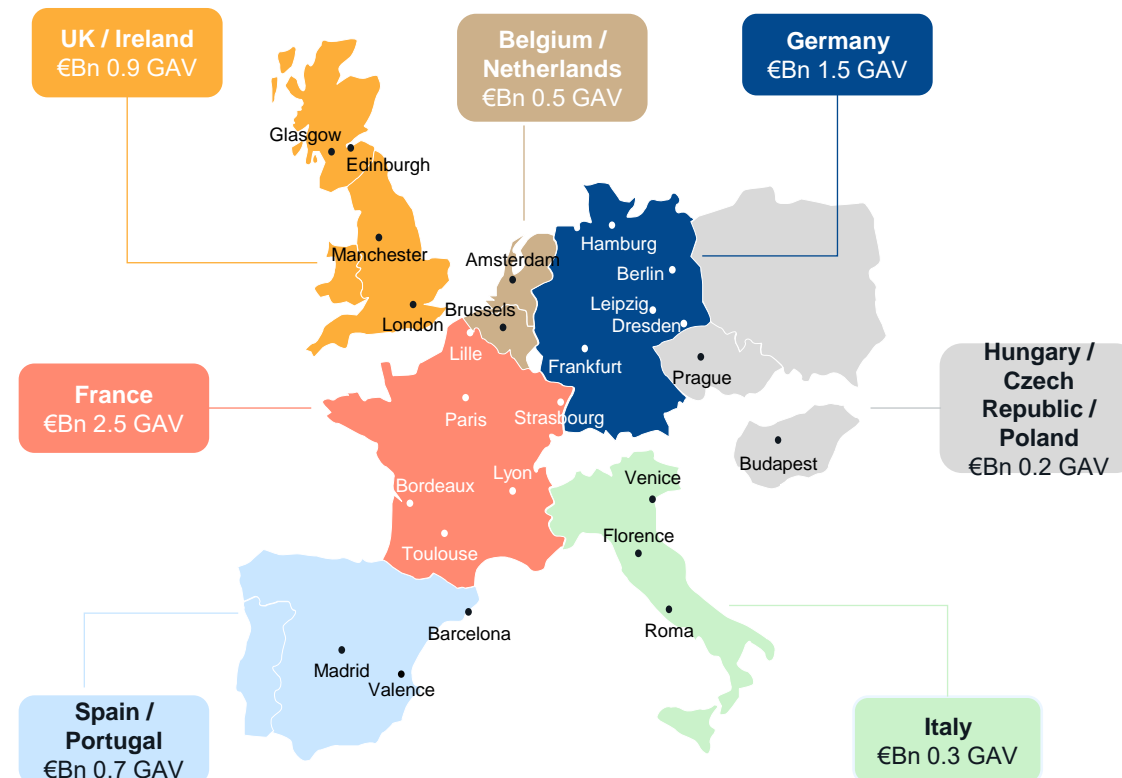 UK / Ireland
€Bn 0.9 GAV
Belgium /
Netherlands
€Bn 0.5 GAV
Germany
€Bn 1.5 GAV
Glasgow
Edinburgh
Manchester
London
Amsterdam
Brussels
Hamburg
Berlin
Leipzig
Dresden
Frankfurt
Prague
Budapest
Hungary /
Czech
Republic /
Poland
€Bn 0.2 GAV
France
€Bn 2.5 GAV
Lille
Paris
Strasbourg
Lyon
Bordeaux
Toulouse
Venice
Florence
Roma
Barcelona
Madrid
Valence
Spain /
Portugal
€Bn 0.7 GAV
Italy
€Bn 0.3 GAV